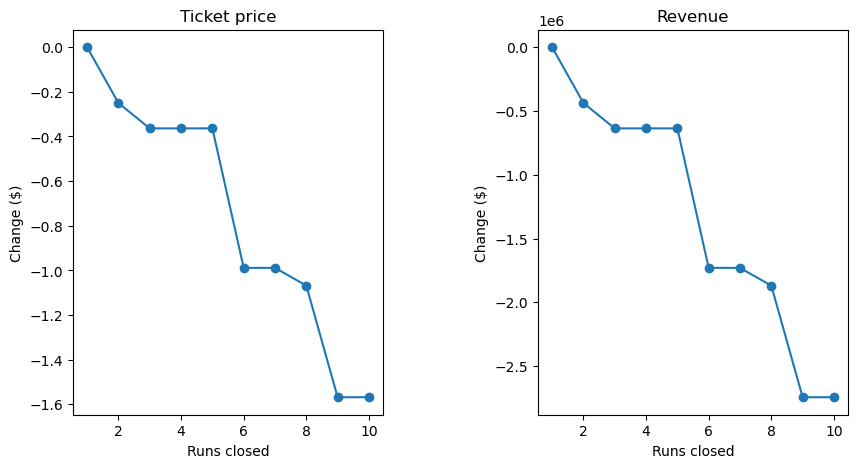 Ticket price
0.0
−0.2
−0.4
−0.6
−0.8
−1.0
−1.2
−1.4
−1.6
Change ($)
2 4 6 8 10
Runs closed
Revenue
1e6
0.0
−0.5
−1.0
−1.5
−2.0
−2.5
Change ($)
2 4 6 8 10
Runs closed